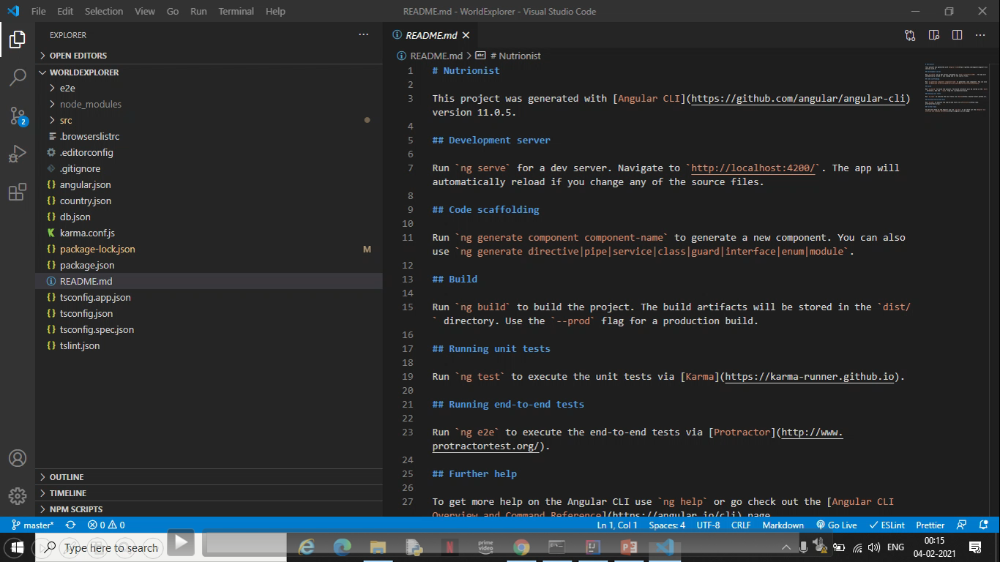 File Edit Selection View Go Run Terminal Help README.md - WorldExplorer - Visual Studio Code
EXPLORER
OPEN EDITORS
WORLDEXPLORER
e2e
node_modules
src
.browserslistrc
.editorconfig
.gitignore
angular.json
country.json
db.json
karma.conf.js
package-lock.json M
package.json
README.md
tsconfig.app.json
tsconfig.json
tsconfig.spec.json
tslint.json
OUTLINE
TIMELINE
NPM SCRIPTS
2
README.md
README.md > # Nutrionist
1 # Nutrionist
2
3 This project was generated with [Angular CLI](https://github.com/angular/angular-cli)
version 11.0.5.
4
5 ## Development server
6
7 Run `ng serve` for a dev server. Navigate to `http://localhost:4200/`. The app will
automatically reload if you change any of the source files.
8
9 ## Code scaffolding
10
11 Run `ng generate component component-name` to generate a new component. You can also
use `ng generate directive|pipe|service|class|guard|interface|enum|module`.
12
13 ## Build
14
15 Run `ng build` to build the project. The build artifacts will be stored in the `dist/
` directory. Use the `--prod` flag for a production build.
16
17 ## Running unit tests
18
19 Run `ng test` to execute the unit tests via [Karma](https://karma-runner.github.io).
20
21 ## Running end-to-end tests
22
23 Run `ng e2e` to execute the end-to-end tests via [Protractor](http://www.
protractortest.org/).
24
25 ## Further help
26
27 To get more help on the Angular CLI use `ng help` or go check out the [Angular CLI
Overview and Command Reference](https://angular.io/cli) page
master* 0 0 Ln 1, Col 1 Spaces: 4 UTF-8 CRLF Markdown Go Live ESLint Prettier
Type here to search
prime video
ENG
00:15
04-02-2021